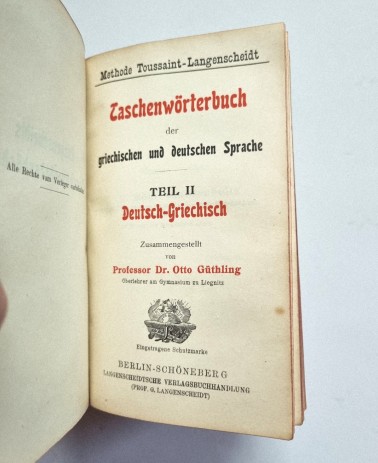 Alle Rechte vom Verleger vorbehalten
Methode Toussaint-Langenscheidt
Taschenwörterbuch
der
griechischen und deutschen Sprache
TEIL II
Deutsch-Griechisch
Zusammengestellt
von
Professor Dr. Otto Güthling
Oberlehrer am Gymnasium zu Liegnitz
Eingetragene Schutzmarke
BERLIN-SCHÖNEBERG
LANGENSCHEIDTSCHE VERLAGSBUCHHANDLUNG
(PROF. G. LANGENSCHEIDT)